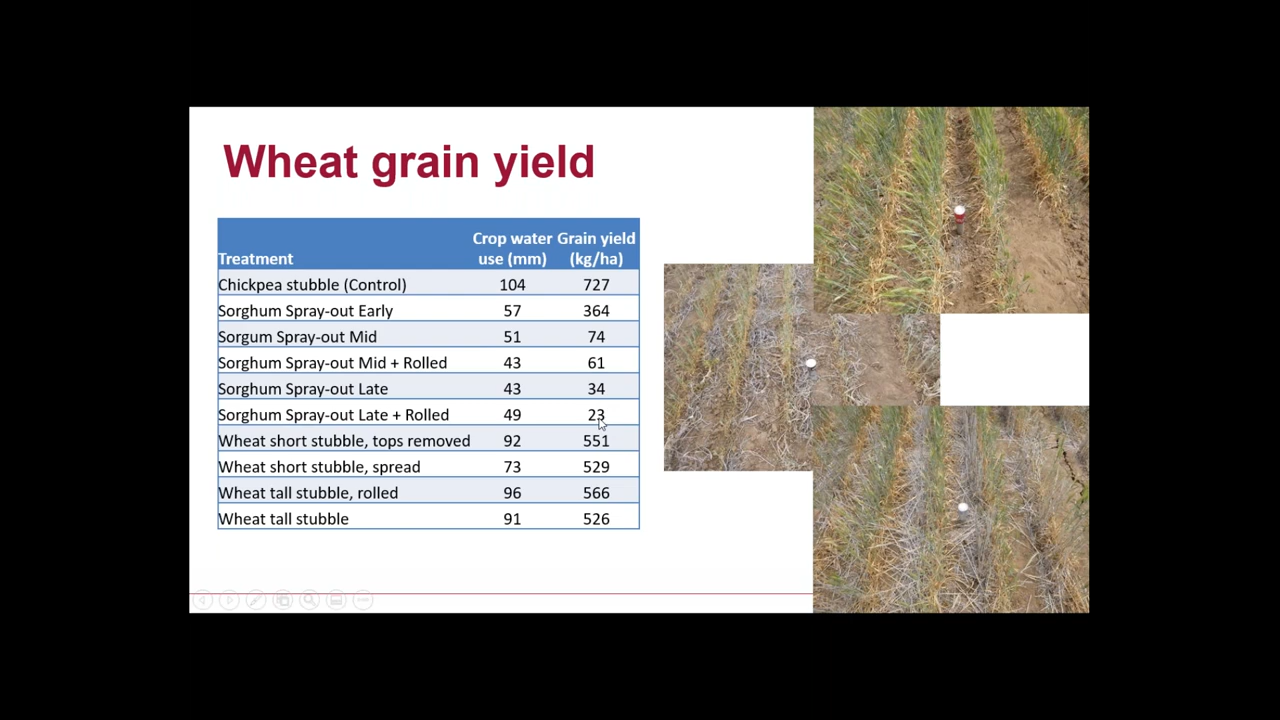 Wheat grain yield
Treatment Crop water use (mm) Grain yield (kg/ha)
Chickpea stubble (Control) 104 727
Sorghum Spray-out Early 57 364
Sorgum Spray-out Mid 51 74
Sorghum Spray-out Mid + Rolled 43 61
Sorghum Spray-out Late 43 34
Sorghum Spray-out Late + Rolled 49 23
Wheat short stubble, tops removed 92 551
Wheat short stubble, spread 73 529
Wheat tall stubble, rolled 96 566
Wheat tall stubble 91 526